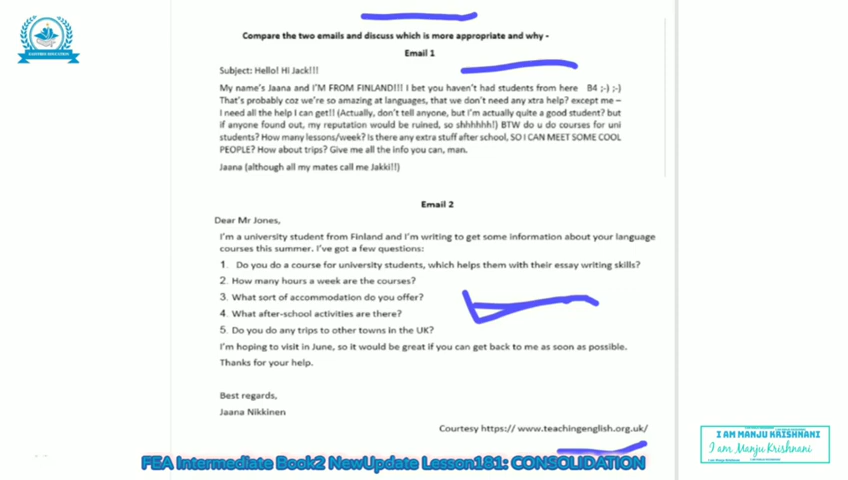 Compare the two emails and discuss which is more appropriate and why -
Email 1
Subject: Hello! Hi Jack!!!
My name's Jaana and I'M FROM FINLAND!!! I bet you haven't had students from here B4 ;-) ;-)
That's probably coz we're so amazing at languages, that we don't need any xtra help? except me –
I need all the help I can get!! (Actually, don't tell anyone, but I'm actually quite a good student? but
if anyone found out, my reputation would be ruined, so shhhhhh!) BTW do u do courses for uni
students? How many lessons/week? Is there any extra stuff after school, SO I CAN MEET SOME COOL
PEOPLE? How about trips? Give me all the info you can, man.
Jaana (although all my mates call me Jakki!!)
Email 2
Dear Mr Jones,
I'm a university student from Finland and I'm writing to get some information about your language
courses this summer. I've got a few questions:
1. Do you do a course for university students, which helps them with their essay writing skills?
2. How many hours a week are the courses?
3. What sort of accommodation do you offer?
4. What after-school activities are there?
5. Do you do any trips to other towns in the UK?
I'm hoping to visit in June, so it would be great if you can get back to me as soon as possible.
Thanks for your help.
Best regards,
Jaana Nikkinen
Courtesy https:// www.teachingenglish.org.uk/
I AM MANJU KRISHNANI
I am Manju Krishnani
FEA Intermediate Book2 NewUpdate Lesson181: CONSOLIDATION